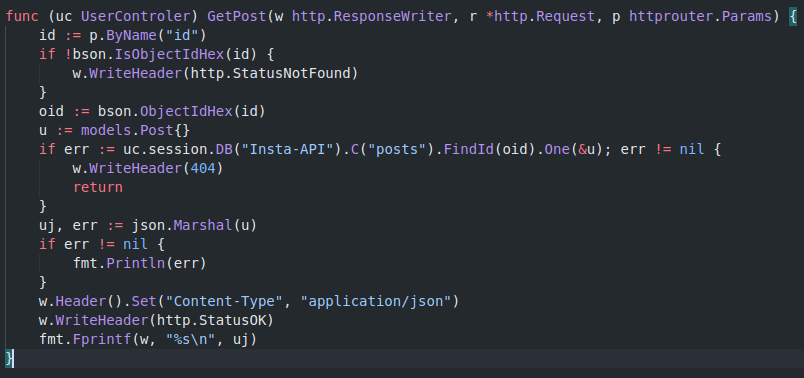 func (uc UserControler) GetPost(w http.ResponseWriter, r *http.Request, p httprouter.Params) {
    id := p.ByName("id")
    if !bson.IsObjectIdHex(id) {
        w.WriteHeader(http.StatusNotFound)
    }
    oid := bson.ObjectIdHex(id)
    u := models.Post{}
    if err := uc.session.DB("Insta-API").C("posts").FindId(oid).One(&u); err != nil {
        w.WriteHeader(404)
        return
    }
    uj, err := json.Marshal(u)
    if err != nil {
        fmt.Println(err)
    }
    w.Header().Set("Content-Type", "application/json")
    w.WriteHeader(http.StatusOK)
    fmt.Fprintf(w, "%s\n", uj)
}